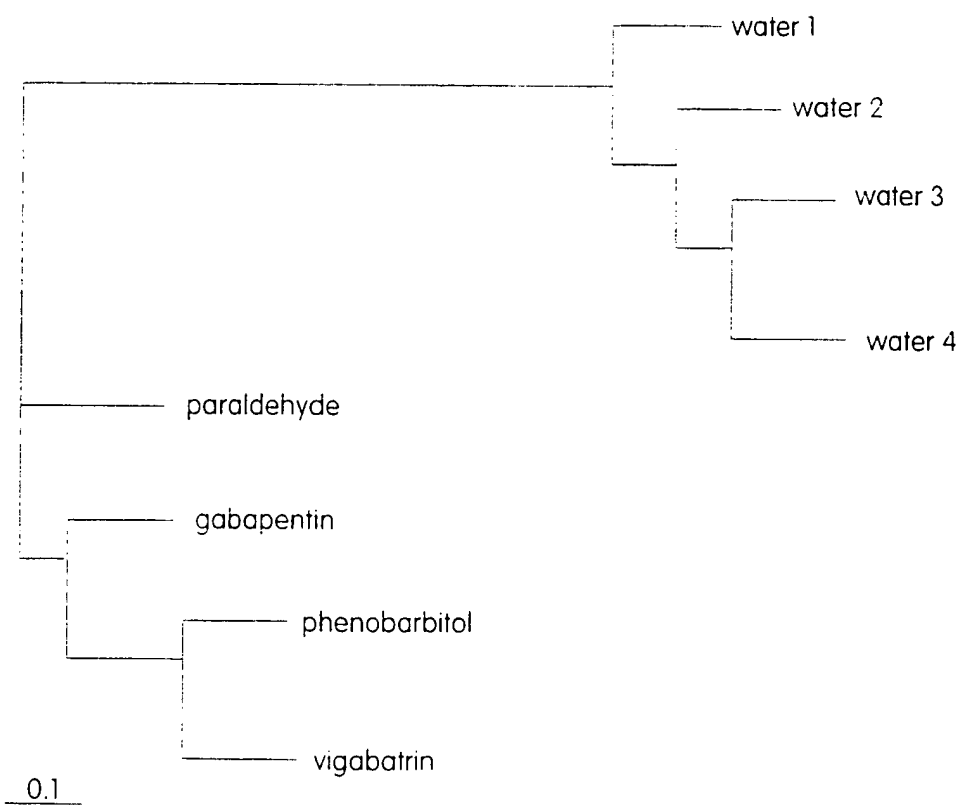 water 1
water 2
water 3
water 4
paraldehyde
gabapentin
phenobarbitol
vigabatrin
0.1